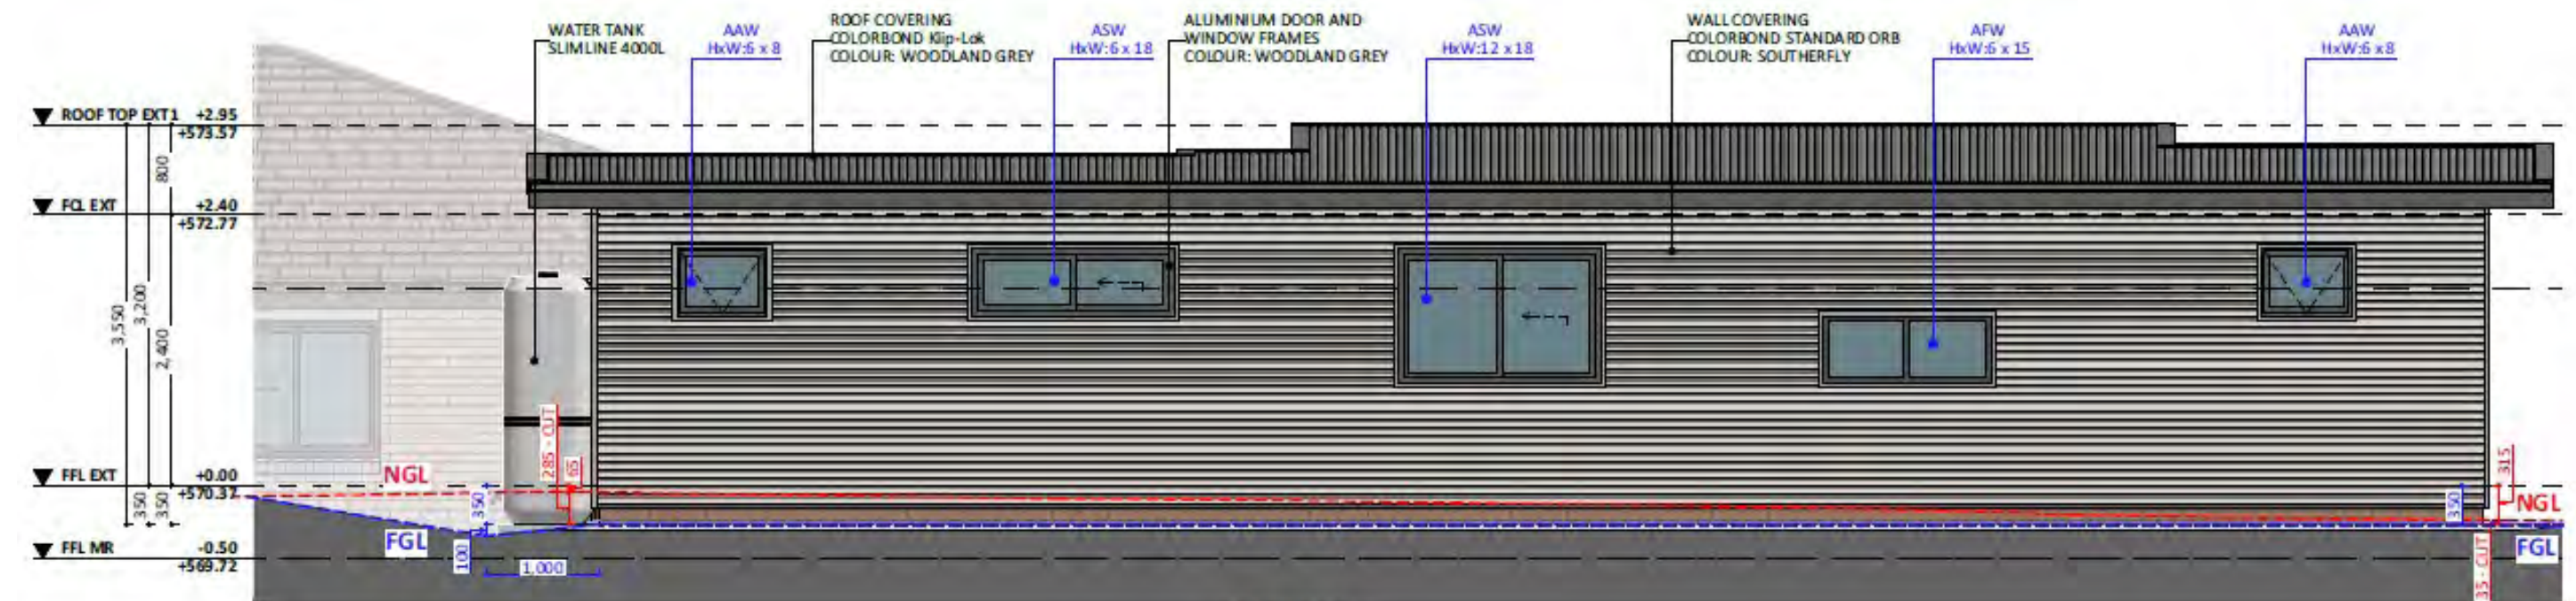 WATER TANK
SLIMLINE 4000L
AAW
HxW:6 x 8
ROOF COVERING
COLORBOND Klip-Lok
COLOUR: WOODLAND GREY
ASW
HxW:6 x 18
ALUMINIUM DOOR AND
WINDOW FRAMES
COLOUR: WOODLAND GREY
ASW
HxW:12 x 18
WALL COVERING
COLORBOND STANDARD ORB
COLOUR: SOUTHERFLY
AFW
HxW:6 x 15
AAW
HxW:6 x 8
ROOF TOP EXT1 +2.95
+573.57
800
FCL EXT +2.40
+572.77
3,550
3,200
2,400
285 - CUT
65
FFL EXT +0.00
+570.37
NGL
350
350
350
315
350
NGL
FGL
100
1,000
FFL MR -0.50
+569.72
FGL
35 - CUT